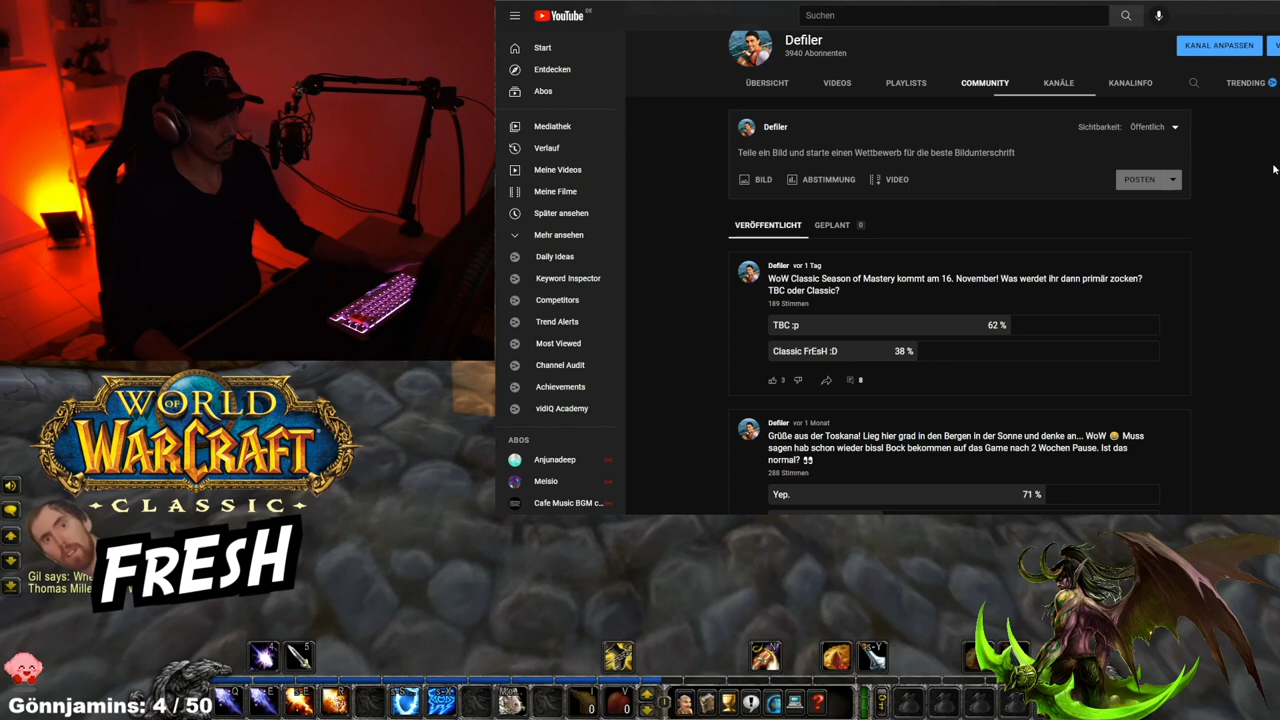 YouTube DE
Suchen
Start
Entdecken
Abos
Mediathek
Verlauf
Meine Videos
Meine Filme
Später ansehen
Mehr ansehen
Daily Ideas
Keyword Inspector
Competitors
Trend Alerts
Most Viewed
Channel Audit
Achievements
vidIQ Academy
ABOS
Anjunadeep
Meisio
Cafe Music BGM c...
Defiler
3940 Abonnenten
KANAL ANPASSEN
V
ÜBERSICHT
VIDEOS
PLAYLISTS
COMMUNITY
KANÄLE
KANALINFO
TRENDING
Defiler
Sichtbarkeit: Öffentlich
Teile ein Bild und starte einen Wettbewerb für die beste Bildunterschrift
BILD
ABSTIMMUNG
VIDEO
POSTEN
VERÖFFENTLICHT
GEPLANT 0
Defiler vor 1 Tag
WoW Classic Season of Mastery kommt am 16. November! Was werdet ihr dann primär zocken?
TBC oder Classic?
189 Stimmen
TBC :p 62 %
Classic FrEsH :D 38 %
3
8
Defiler vor 1 Monat
Grüße aus der Toskana! Lieg hier grad in den Bergen in der Sonne und denke an... WoW 😄 Muss
sagen hab schon wieder bissl Bock bekommen auf das Game nach 2 Wochen Pause. Ist das
normal? 👀
288 Stimmen
Yep. 71 %
WORLD
OF
WARCRAFT
CLASSIC
FrEsH
Gil says: Whe
Thomas Mille
Gönnjamins: 4 / 50
4
5
N
s-Y
Q
E
E
R
s-S
s-X
Mo
I
0
V
0
1